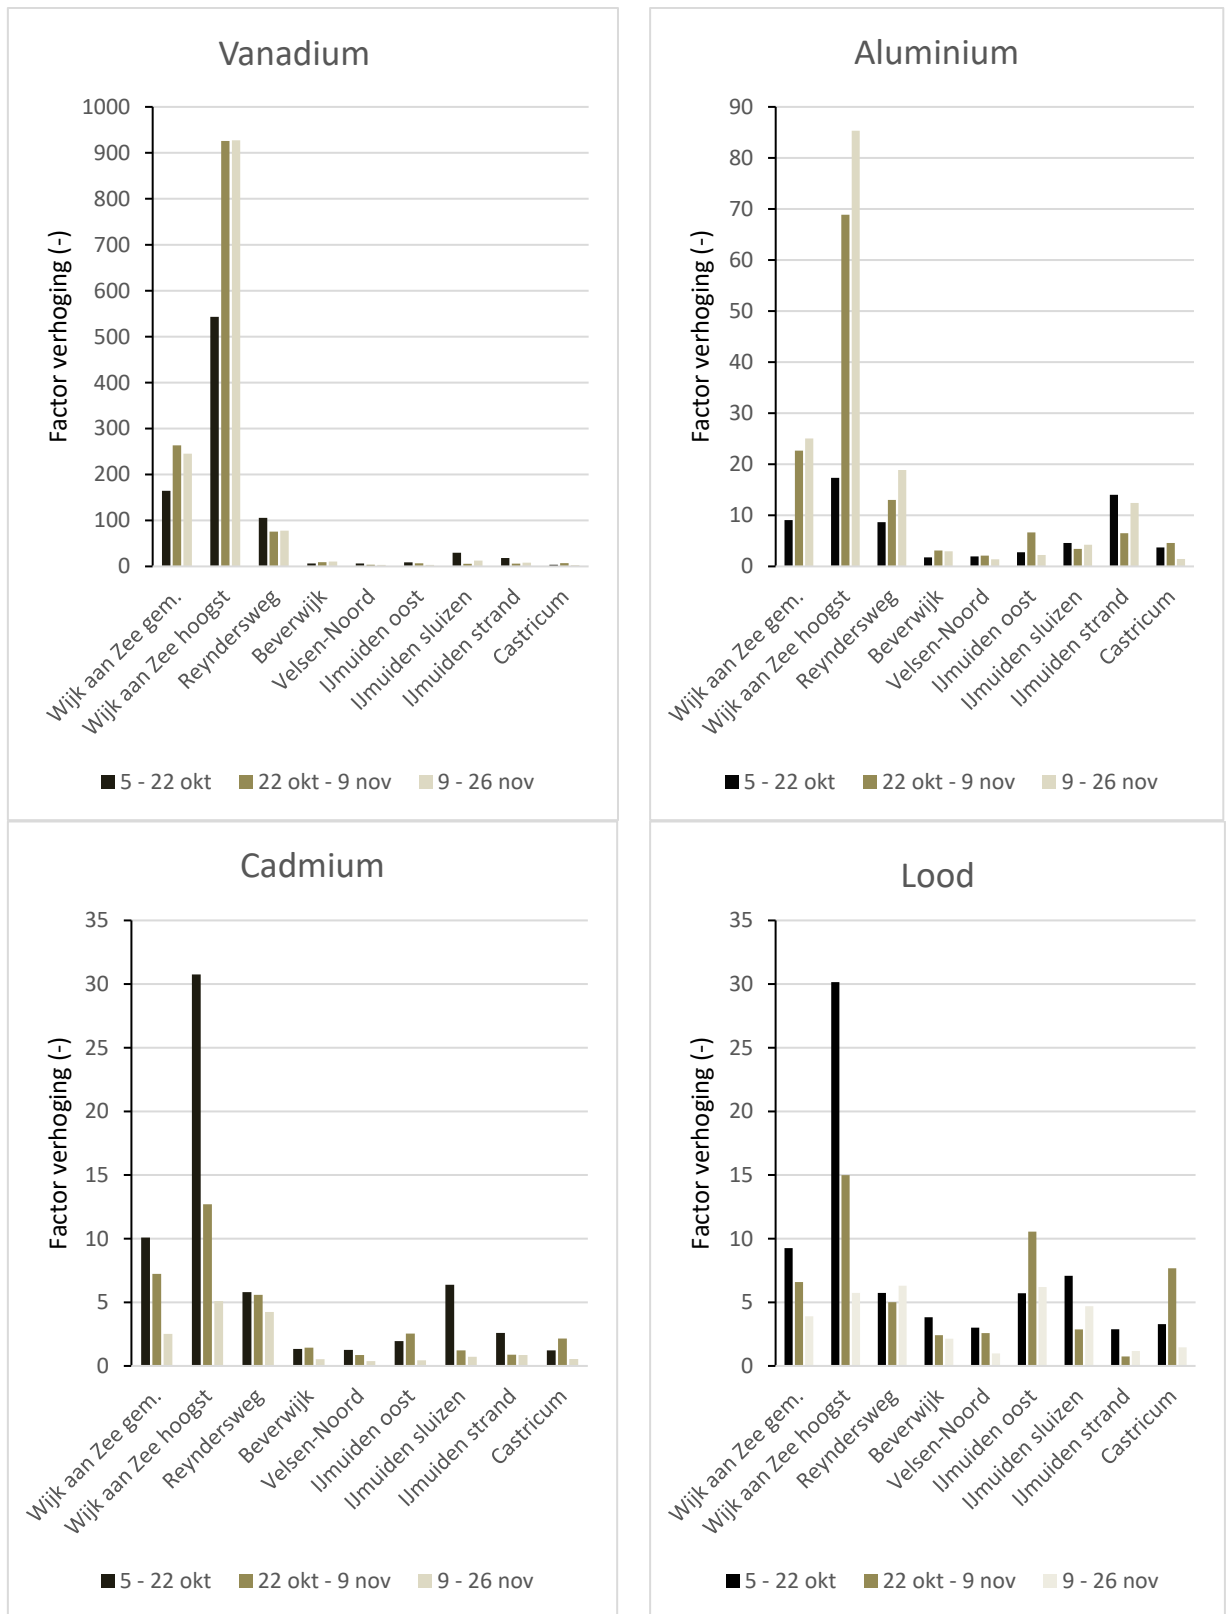 Vanadium
Factor verhoging (-)
1000
900
800
700
600
500
400
300
200
100
0
Wijk aan Zee gem.
Wijk aan Zee hoogst
Reyndersweg
Beverwijk
Velsen-Noord
IJmuiden oost
IJmuiden sluizen
IJmuiden strand
Castricum
5 - 22 okt 22 okt - 9 nov 9 - 26 nov
Aluminium
Factor verhoging (-)
90
80
70
60
50
40
30
20
10
0
Wijk aan Zee gem.
Wijk aan Zee hoogst
Reyndersweg
Beverwijk
Velsen-Noord
IJmuiden oost
IJmuiden sluizen
IJmuiden strand
Castricum
5 - 22 okt 22 okt - 9 nov 9 - 26 nov
Cadmium
Factor verhoging (-)
35
30
25
20
15
10
5
0
Wijk aan Zee gem.
Wijk aan Zee hoogst
Reyndersweg
Beverwijk
Velsen-Noord
IJmuiden oost
IJmuiden sluizen
IJmuiden strand
Castricum
5 - 22 okt 22 okt - 9 nov 9 - 26 nov
Lood
Factor verhoging (-)
35
30
25
20
15
10
5
0
Wijk aan Zee gem.
Wijk aan Zee hoogst
Reyndersweg
Beverwijk
Velsen-Noord
IJmuiden oost
IJmuiden sluizen
IJmuiden strand
Castricum
5 - 22 okt 22 okt - 9 nov 9 - 26 nov